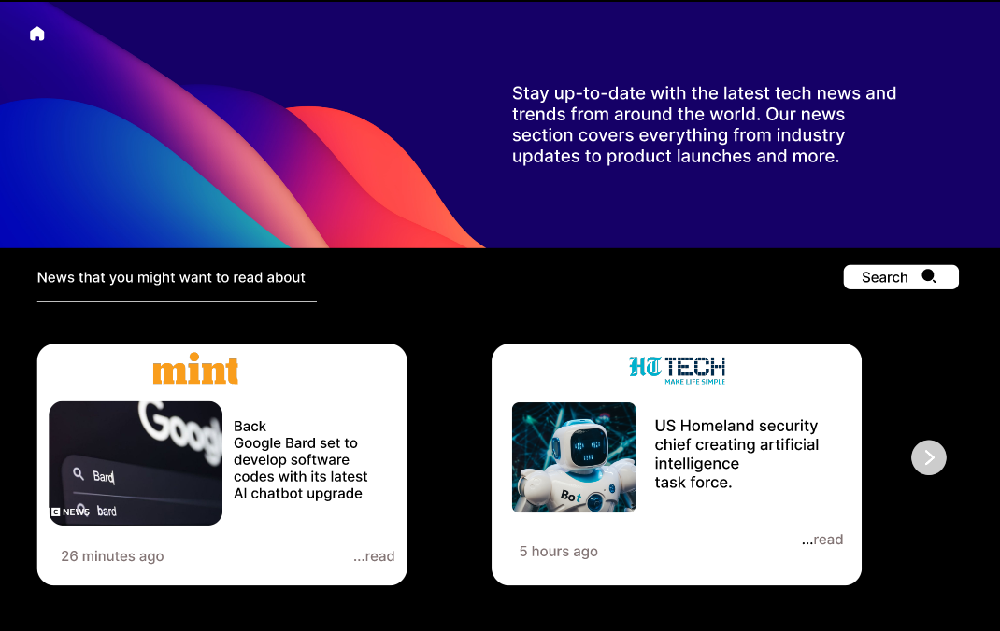 Stay up-to-date with the latest tech news and
trends from around the world. Our news
section covers everything from industry
updates to product launches and more.
News that you might want to read about
Search
mint
Googl
Bard
bard
C NEWS
Back
Google Bard set to
develop software
codes with its latest
AI chatbot upgrade
26 minutes ago
...read
HT TECH
MAKE LIFE SIMPLE
Bot
US Homeland security
chief creating artificial
intelligence
task force.
5 hours ago
...read